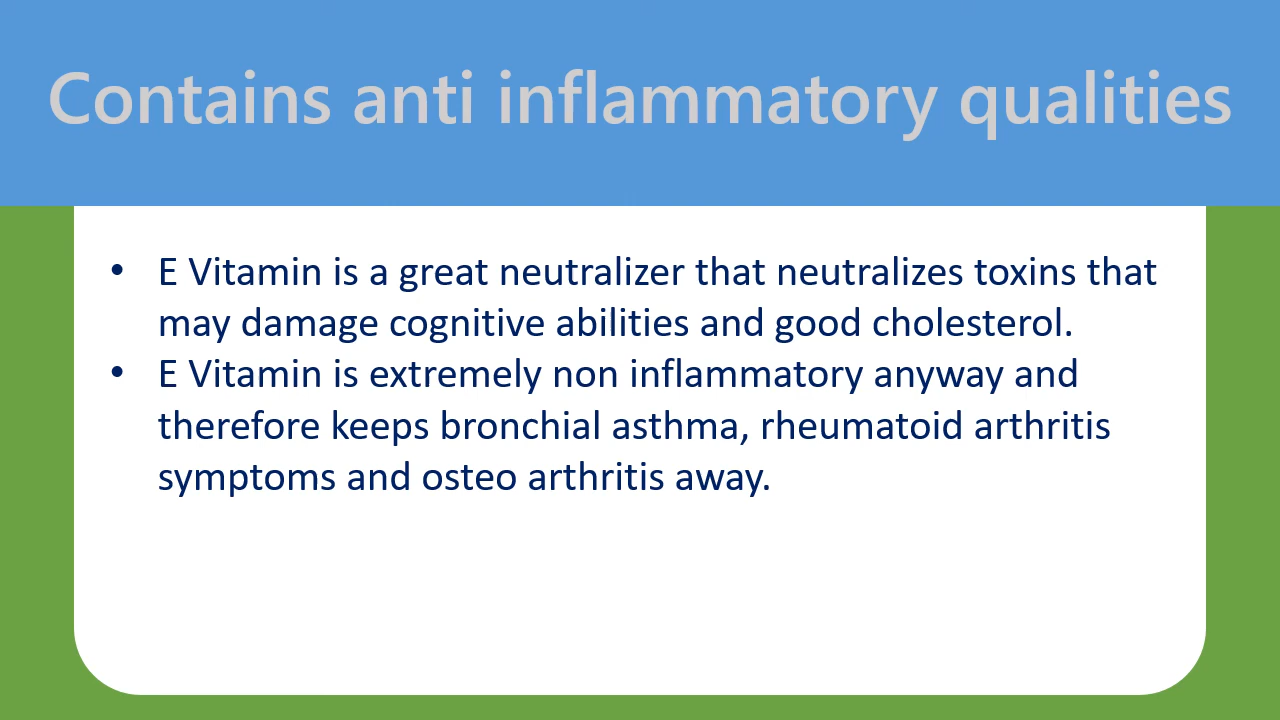 Contains anti inflammatory qualities
• E Vitamin is a great neutralizer that neutralizes toxins that
may damage cognitive abilities and good cholesterol.
• E Vitamin is extremely non inflammatory anyway and
therefore keeps bronchial asthma, rheumatoid arthritis
symptoms and osteo arthritis away.